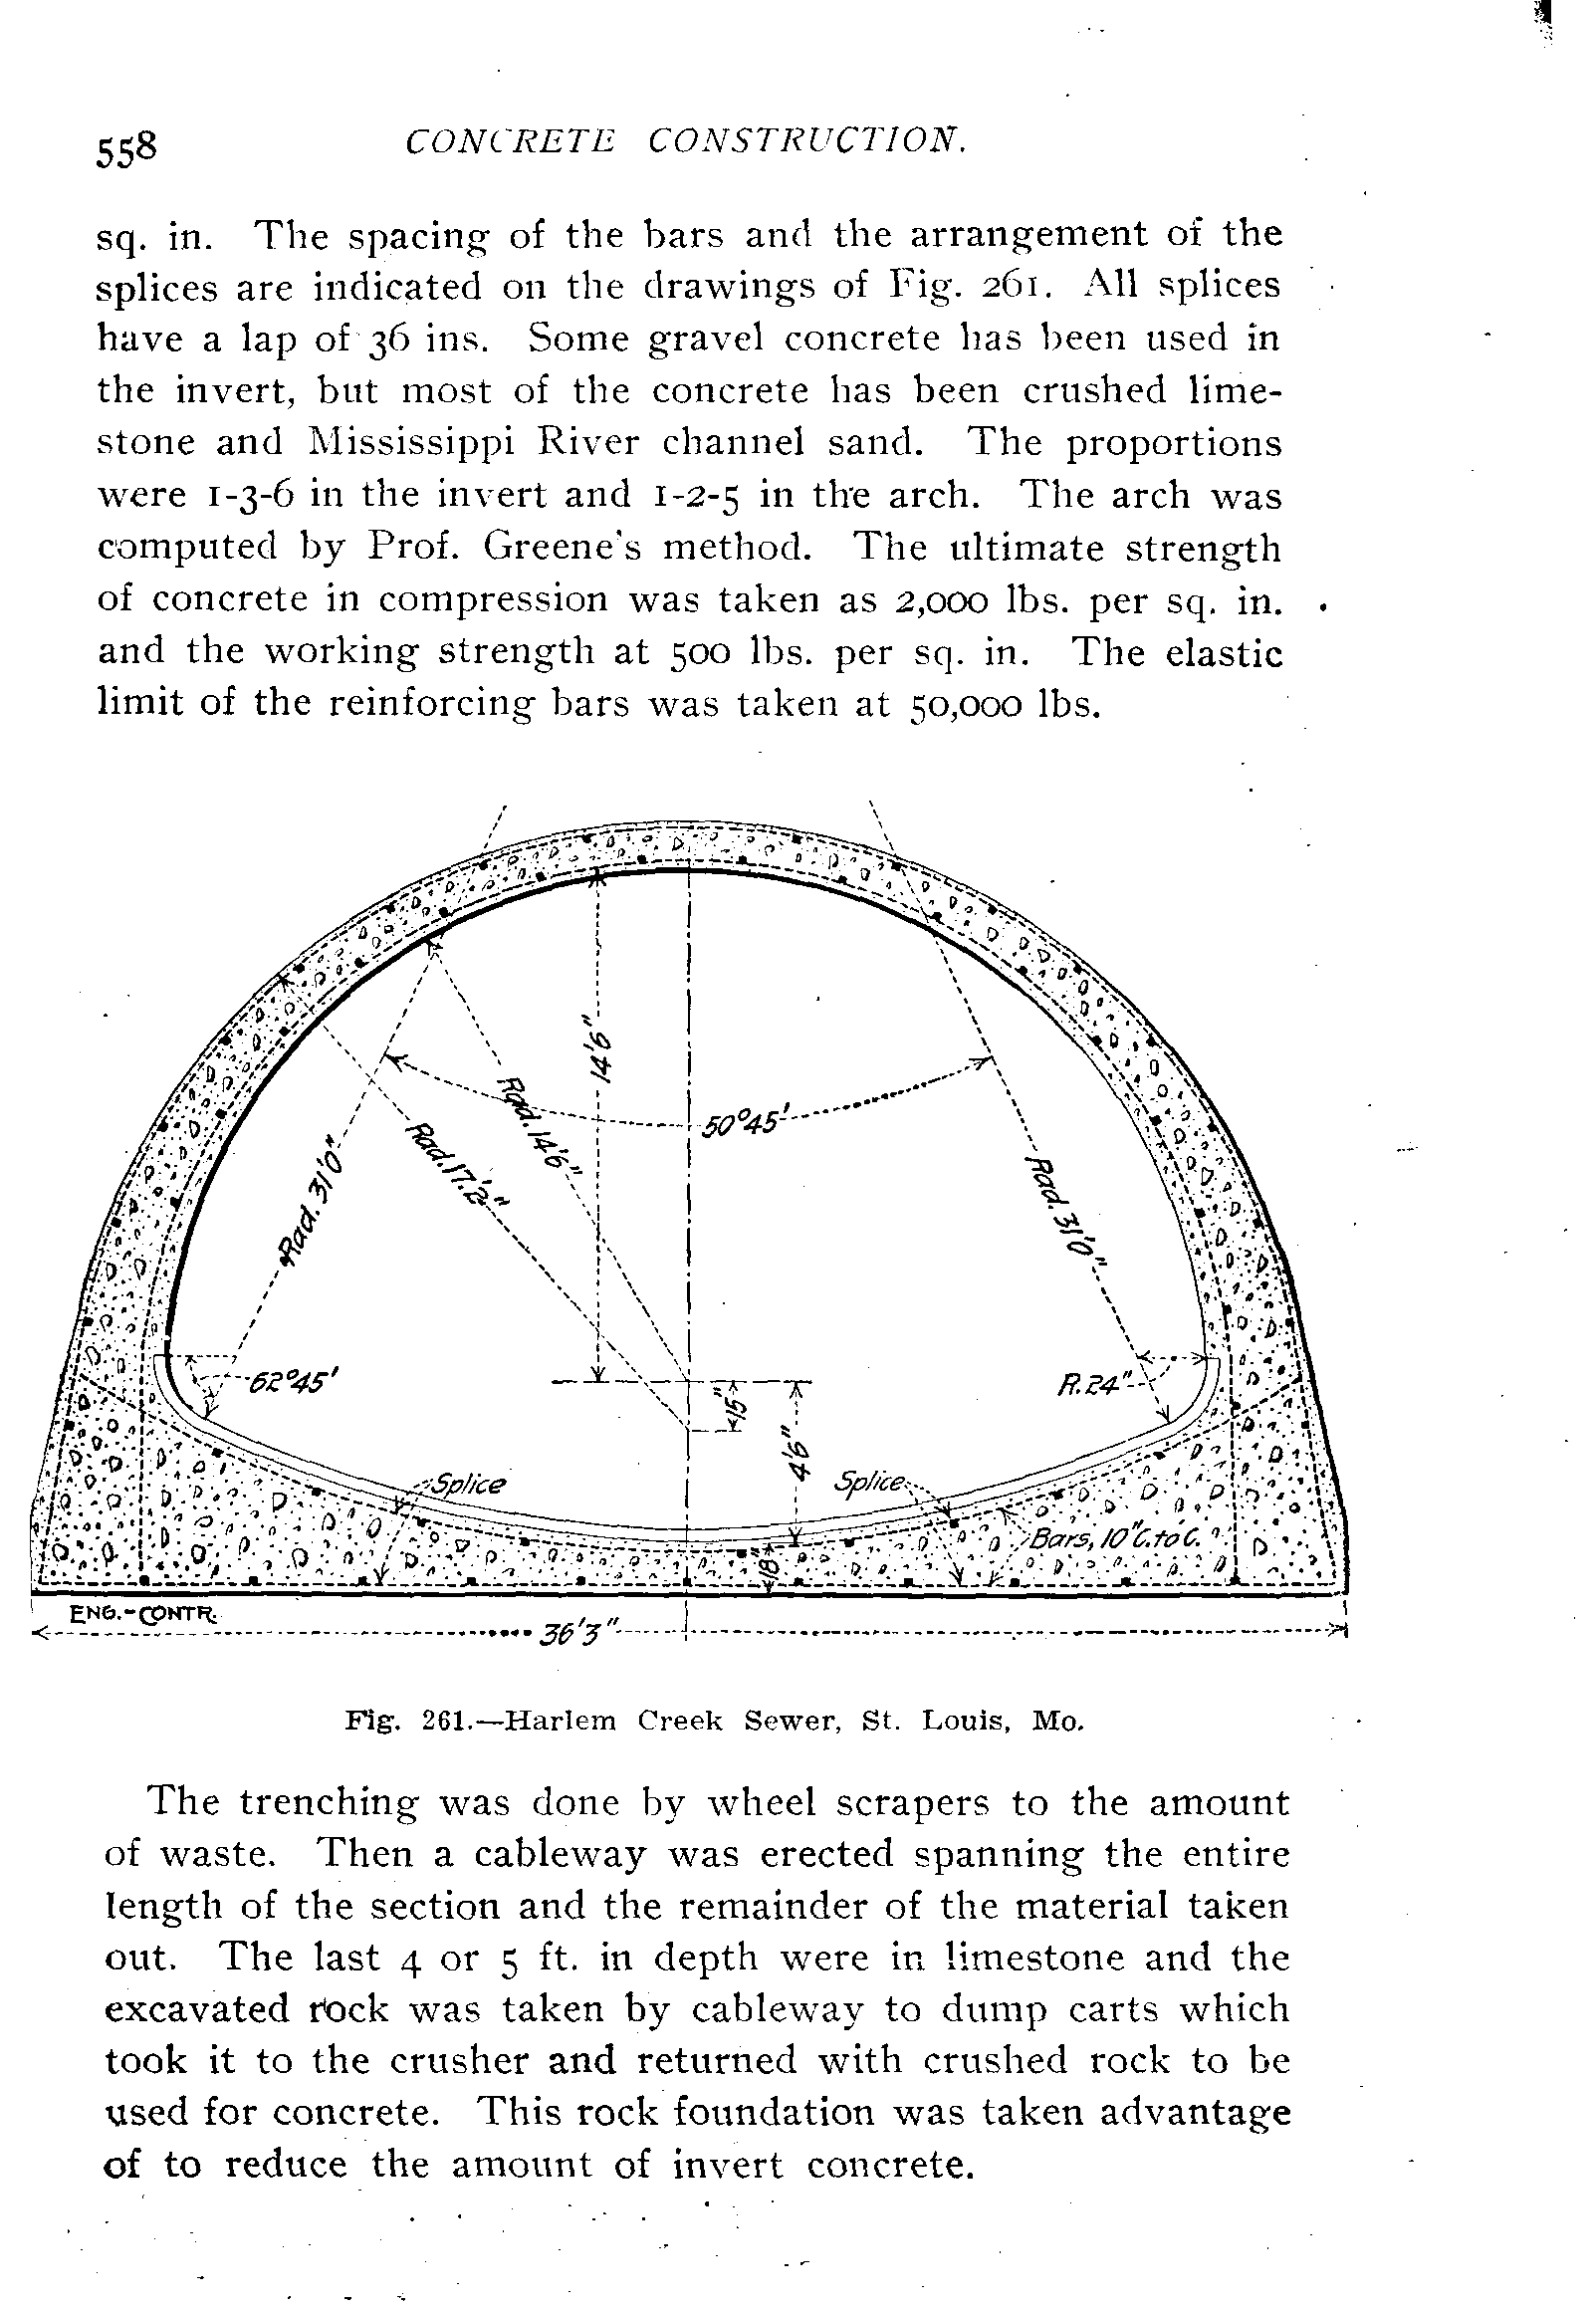 558 CONCRETE CONSTRUCTION.
sq. in. The spacing of the bars and the arrangement of the
splices are indicated on the drawings of Fig. 261. All splices
have a lap of 36 ins. Some gravel concrete has been used in
the invert, but most of the concrete has been crushed lime-
stone and Mississippi River channel sand. The proportions
were 1-3-6 in the invert and 1-2-5 in the arch. The arch was
computed by Prof. Greene's method. The ultimate strength
of concrete in compression was taken as 2,000 lbs. per sq. in.
and the working strength at 500 lbs. per sq. in. The elastic
limit of the reinforcing bars was taken at 50,000 lbs.
14'6"
50°45'
Rad. 14'6"
Rad. 17'2"
Rad. 31'0"
Rad. 31'0"
62°45'
R. 24"
15"
4'6"
Splice
Splice
Bars, 10" C. to C.
18"
ENG.-CONTR.
36'3"
Fig. 261.—Harlem Creek Sewer, St. Louis, Mo.
The trenching was done by wheel scrapers to the amount
of waste. Then a cableway was erected spanning the entire
length of the section and the remainder of the material taken
out. The last 4 or 5 ft. in depth were in limestone and the
excavated rock was taken by cableway to dump carts which
took it to the crusher and returned with crushed rock to be
used for concrete. This rock foundation was taken advantage
of to reduce the amount of invert concrete.